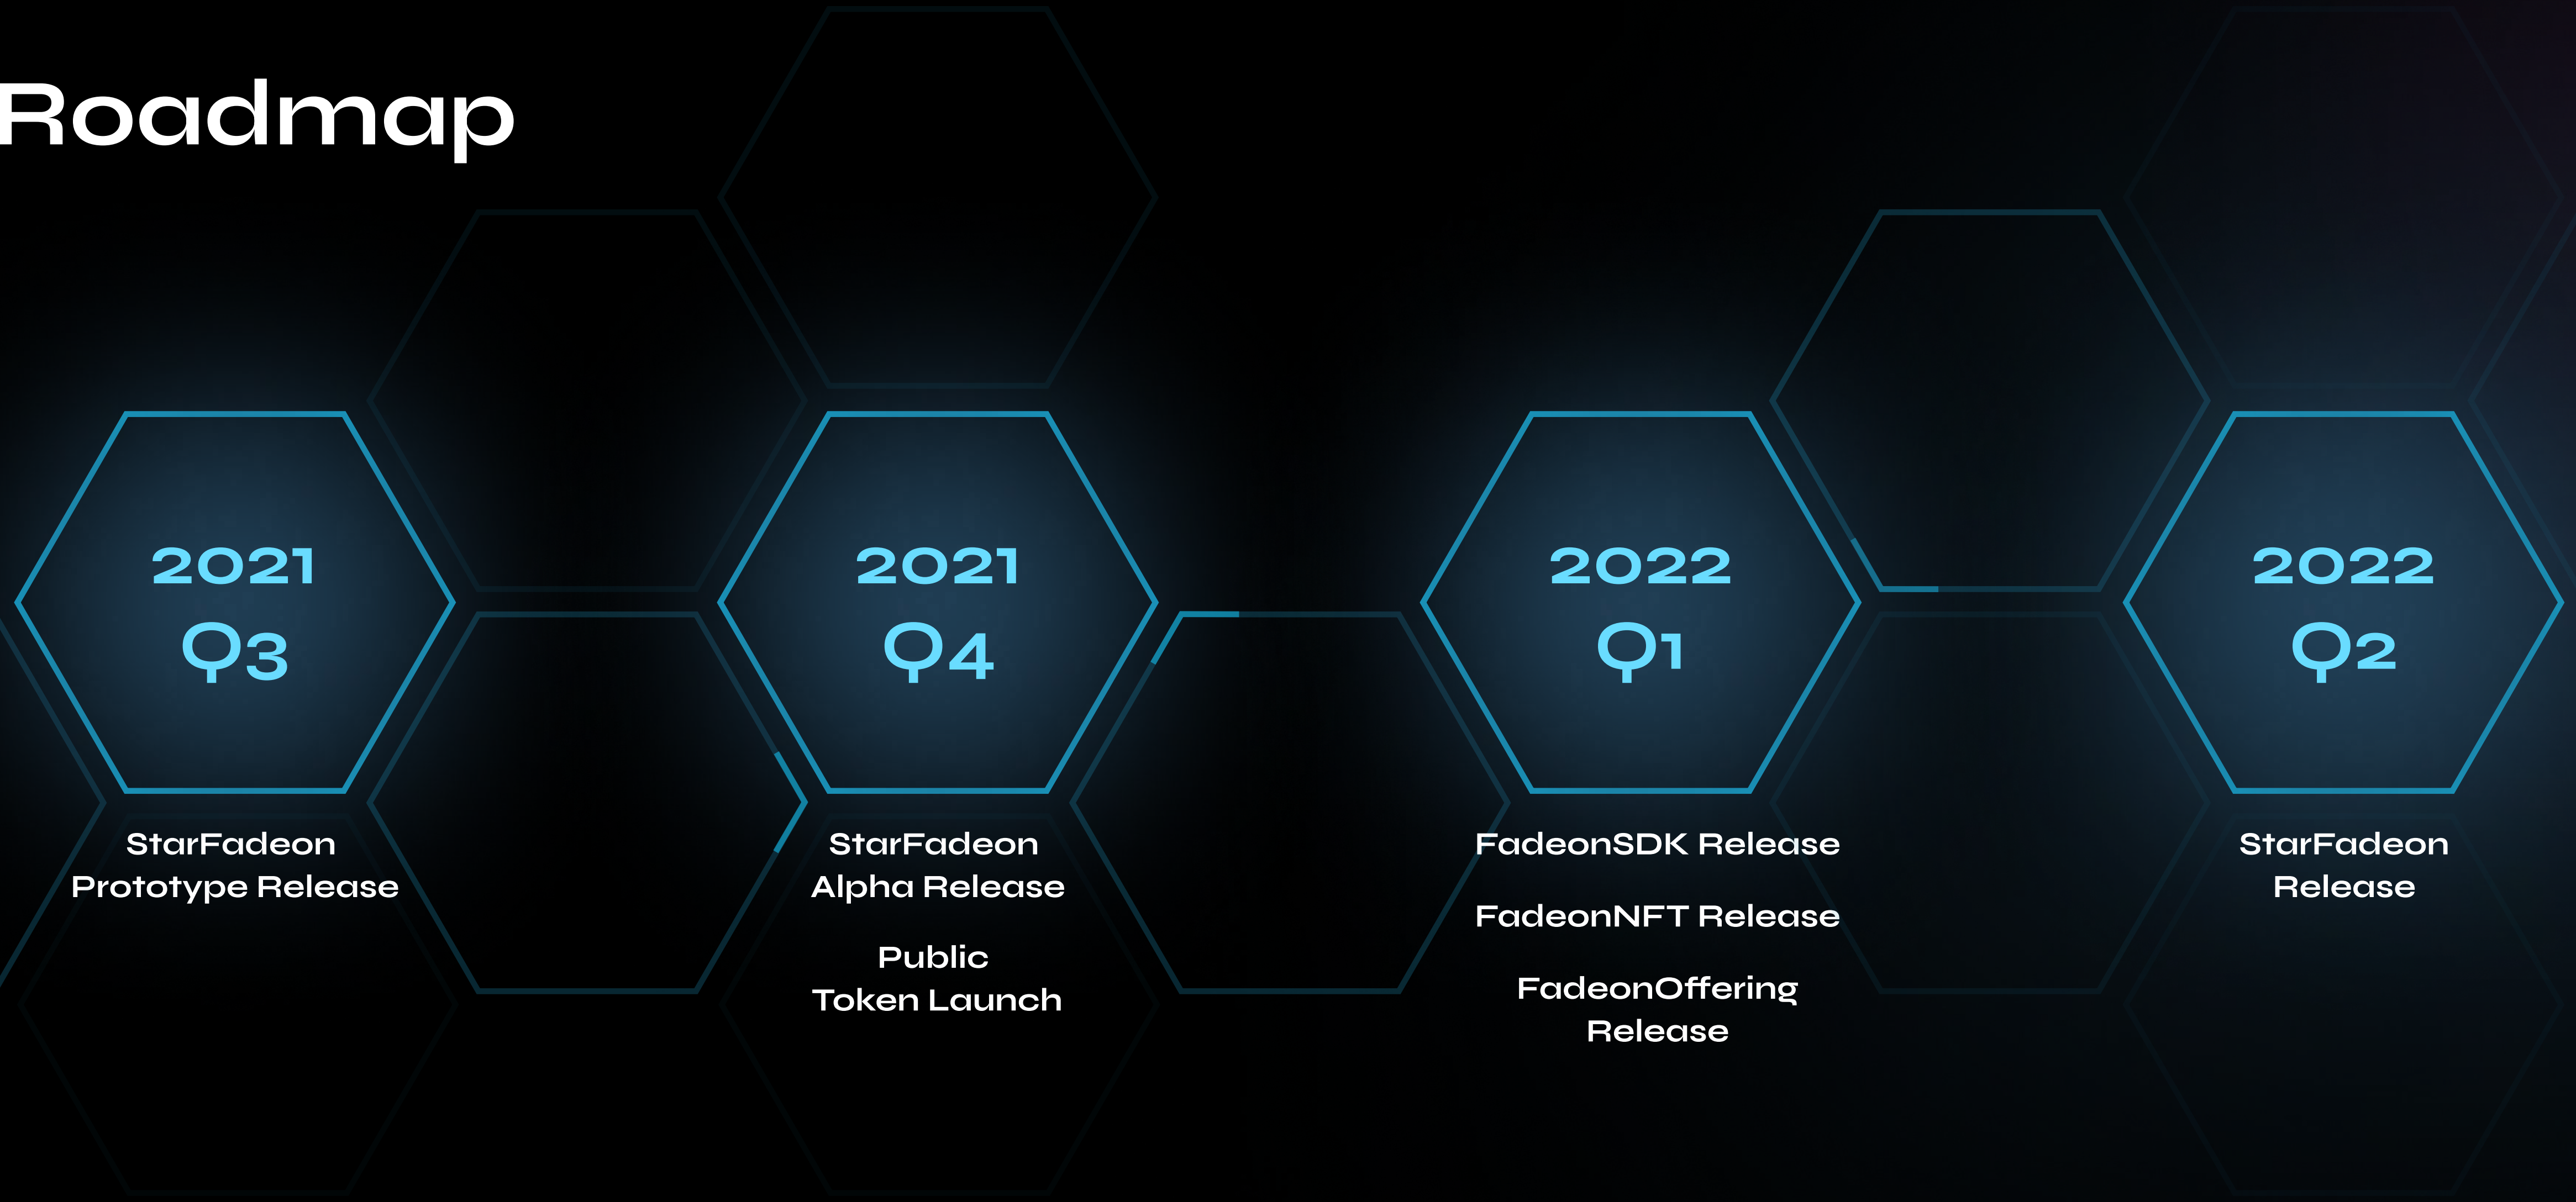 Roadmap
2021
Q3
StarFadeon
Prototype Release
2021
Q4
StarFadeon
Alpha Release
Public
Token Launch
2022
Q1
FadeonSDK Release
FadeonNFT Release
FadeonOffering
Release
2022
Q2
StarFadeon
Release